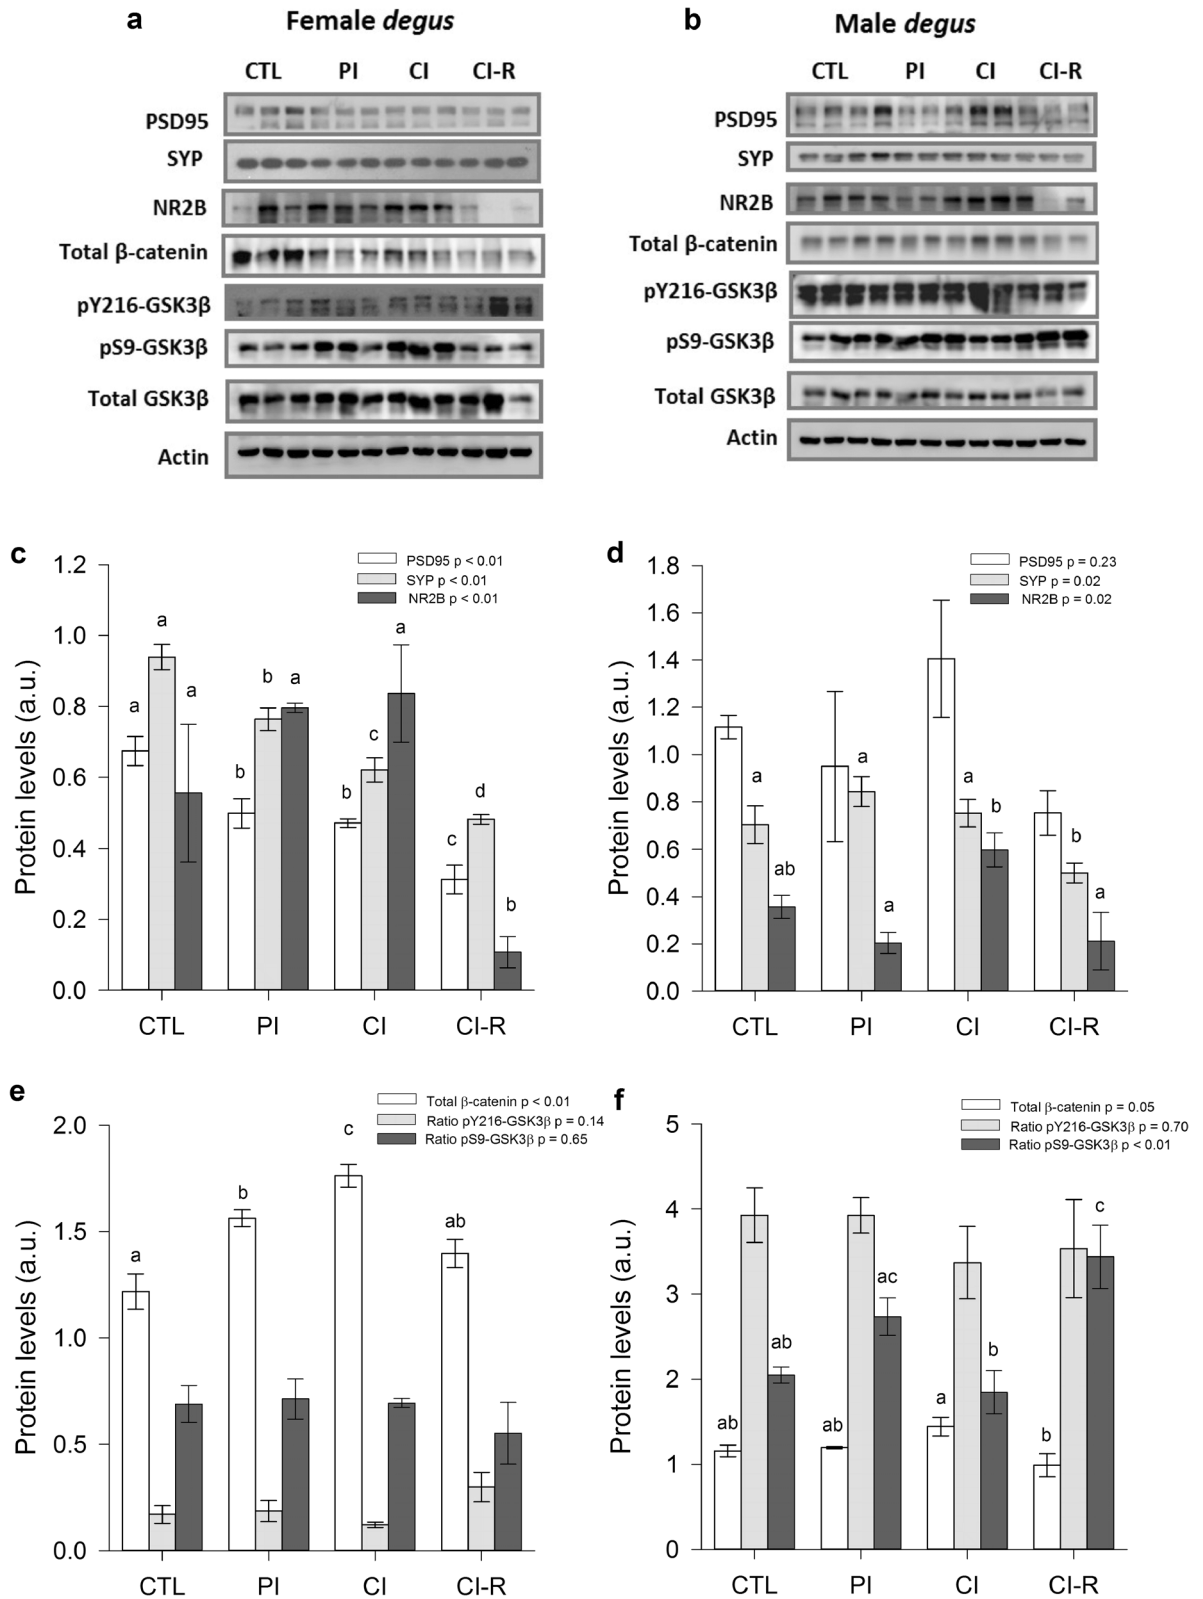 a Female degus
CTL PI CI CI-R
PSD95
SYP
NR2B
Total β-catenin
pY216-GSK3β
pS9-GSK3β
Total GSK3β
Actin
b Male degus
CTL PI CI CI-R
PSD95
SYP
NR2B
Total β-catenin
pY216-GSK3β
pS9-GSK3β
Total GSK3β
Actin
c
PSD95 p < 0.01
SYP p < 0.01
NR2B p < 0.01
Protein levels (a.u.)
1.2
1.0
0.8
0.6
0.4
0.2
0.0
a a a
b b a
b c a
c d b
CTL PI CI CI-R
d
PSD95 p = 0.23
SYP p = 0.02
NR2B p = 0.02
Protein levels (a.u.)
1.8
1.6
1.4
1.2
1.0
0.8
0.6
0.4
0.2
0.0
a ab
a a
a b
b a
CTL PI CI CI-R
e
Total β-catenin p < 0.01
Ratio pY216-GSK3β p = 0.14
Ratio pS9-GSK3β p = 0.65
Protein levels (a.u.)
2.0
1.5
1.0
0.5
0.0
a b c ab
CTL PI CI CI-R
f
Total β-catenin p = 0.05
Ratio pY216-GSK3β p = 0.70
Ratio pS9-GSK3β p < 0.01
Protein levels (a.u.)
5
4
3
2
1
0
ab ab
ab ac
a b
b c
CTL PI CI CI-R